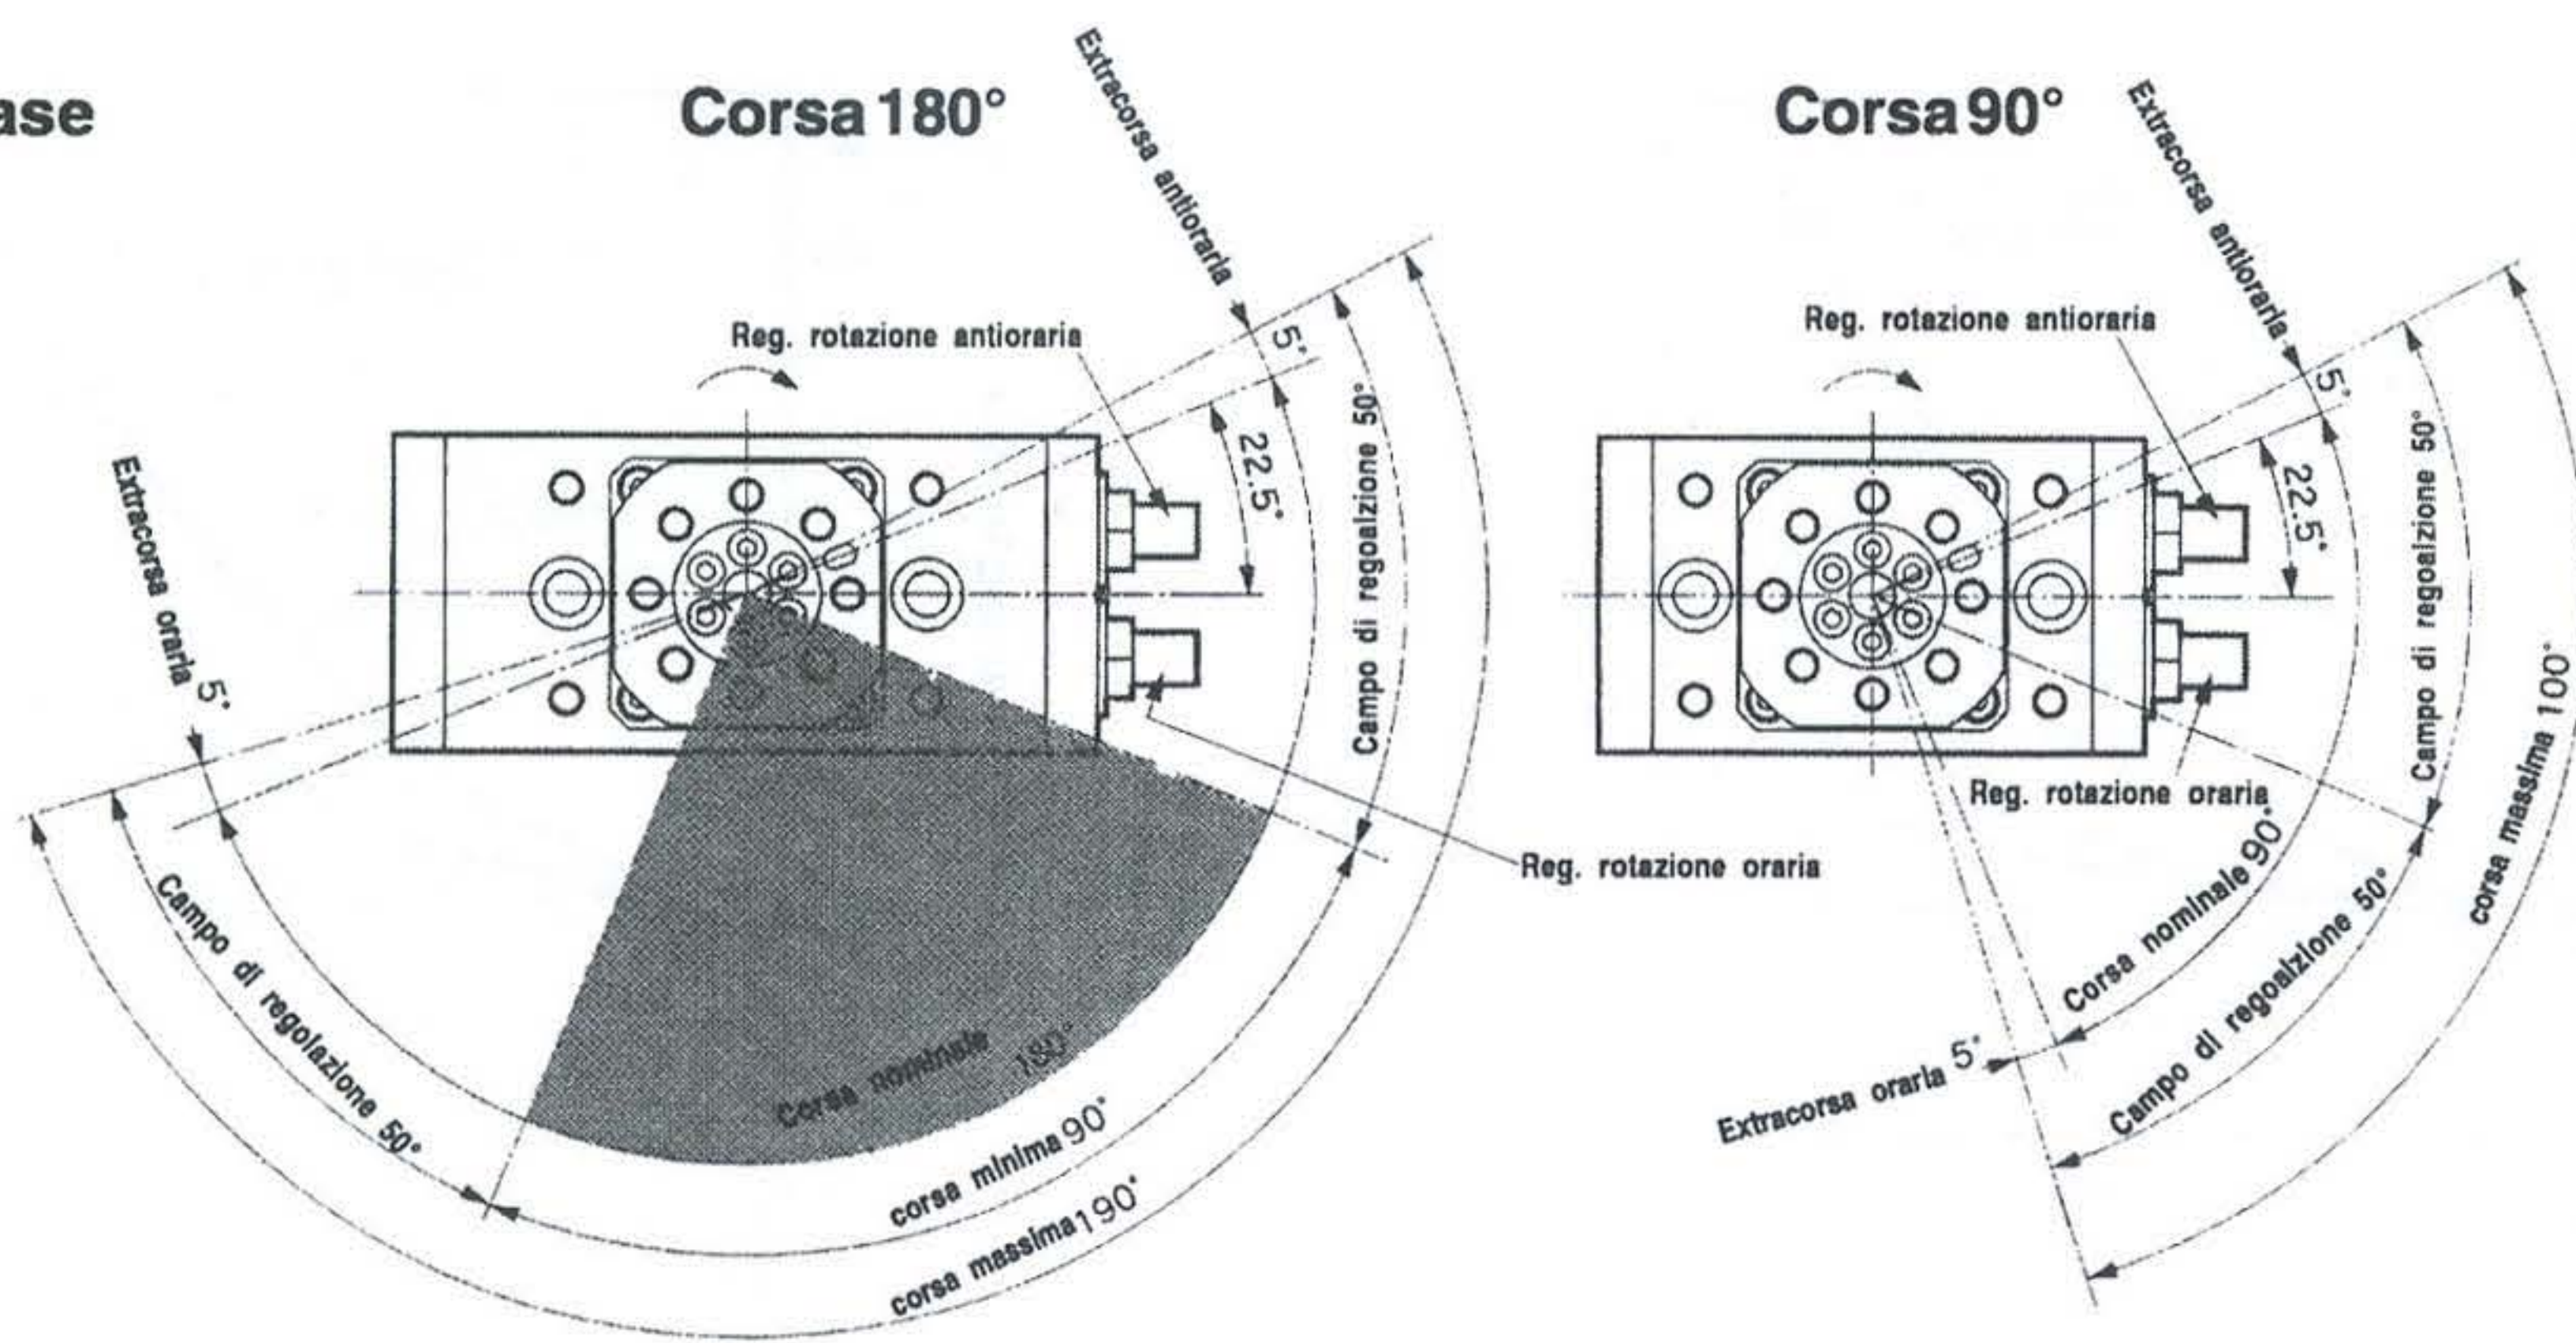 ase
Corsa 180°
Corsa 90°
Extracorsa antioraria
5°
Reg. rotazione antioraria
22.5°
Campo di regoalzione 50°
Extracorsa oraria 5°
Reg. rotazione oraria
Campo di regolazione 50°
Corsa nominale 180°
corsa minima 90°
corsa massima 190°
Extracorsa antioraria
5°
Reg. rotazione antioraria
22.5°
Campo di regoalzione 50°
Reg. rotazione oraria
corsa massima 100°
Corsa nominale 90°
Campo di regoalzione 50°
Extracorsa oraria 5°